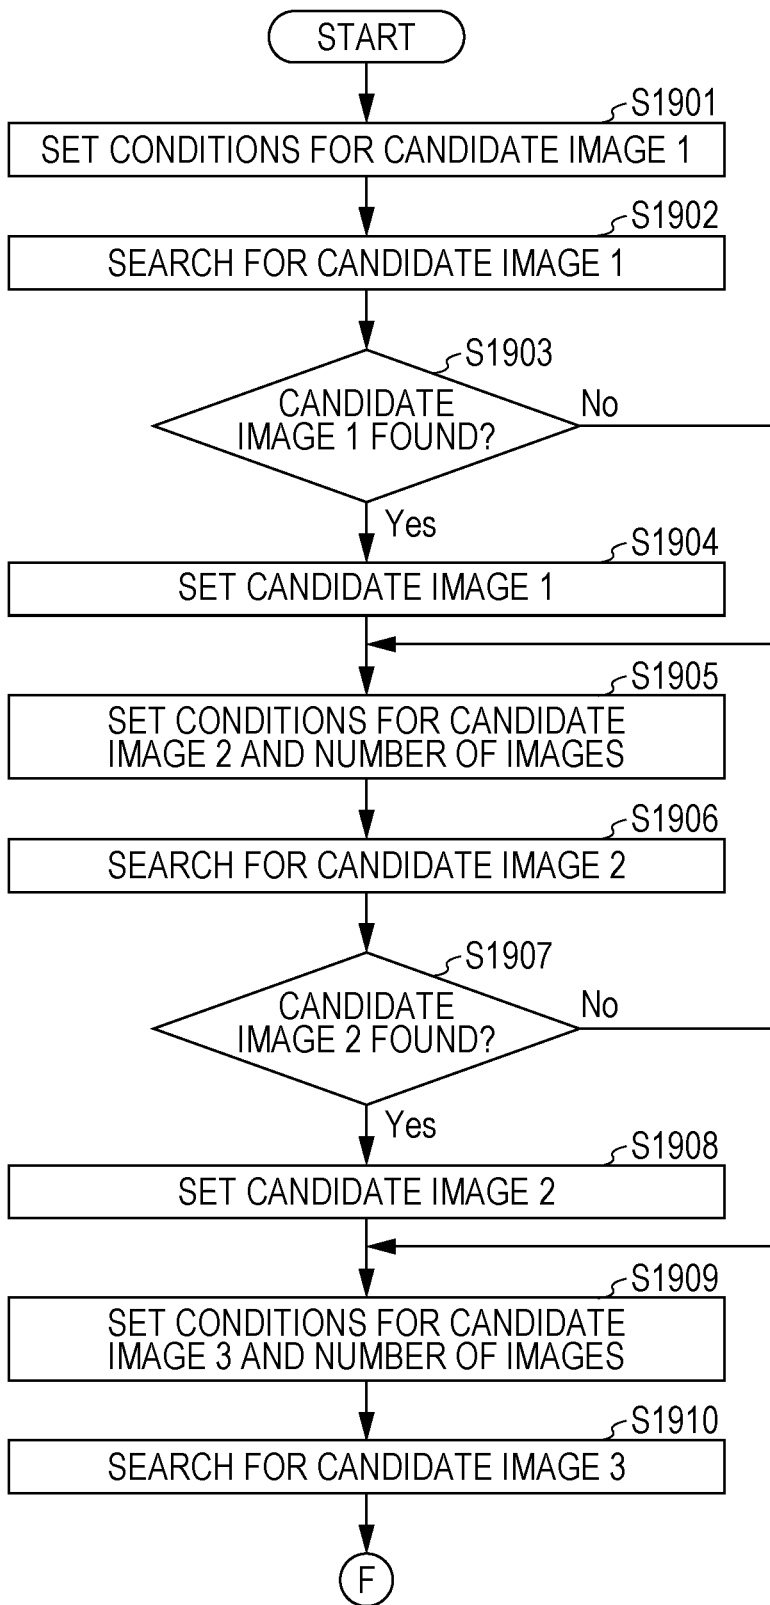 START
S1901
SET CONDITIONS FOR CANDIDATE IMAGE 1
S1902
SEARCH FOR CANDIDATE IMAGE 1
S1903
CANDIDATE
IMAGE 1 FOUND?
No
Yes
S1904
SET CANDIDATE IMAGE 1
S1905
SET CONDITIONS FOR CANDIDATE
IMAGE 2 AND NUMBER OF IMAGES
S1906
SEARCH FOR CANDIDATE IMAGE 2
S1907
CANDIDATE
IMAGE 2 FOUND?
No
Yes
S1908
SET CANDIDATE IMAGE 2
S1909
SET CONDITIONS FOR CANDIDATE
IMAGE 3 AND NUMBER OF IMAGES
S1910
SEARCH FOR CANDIDATE IMAGE 3
F